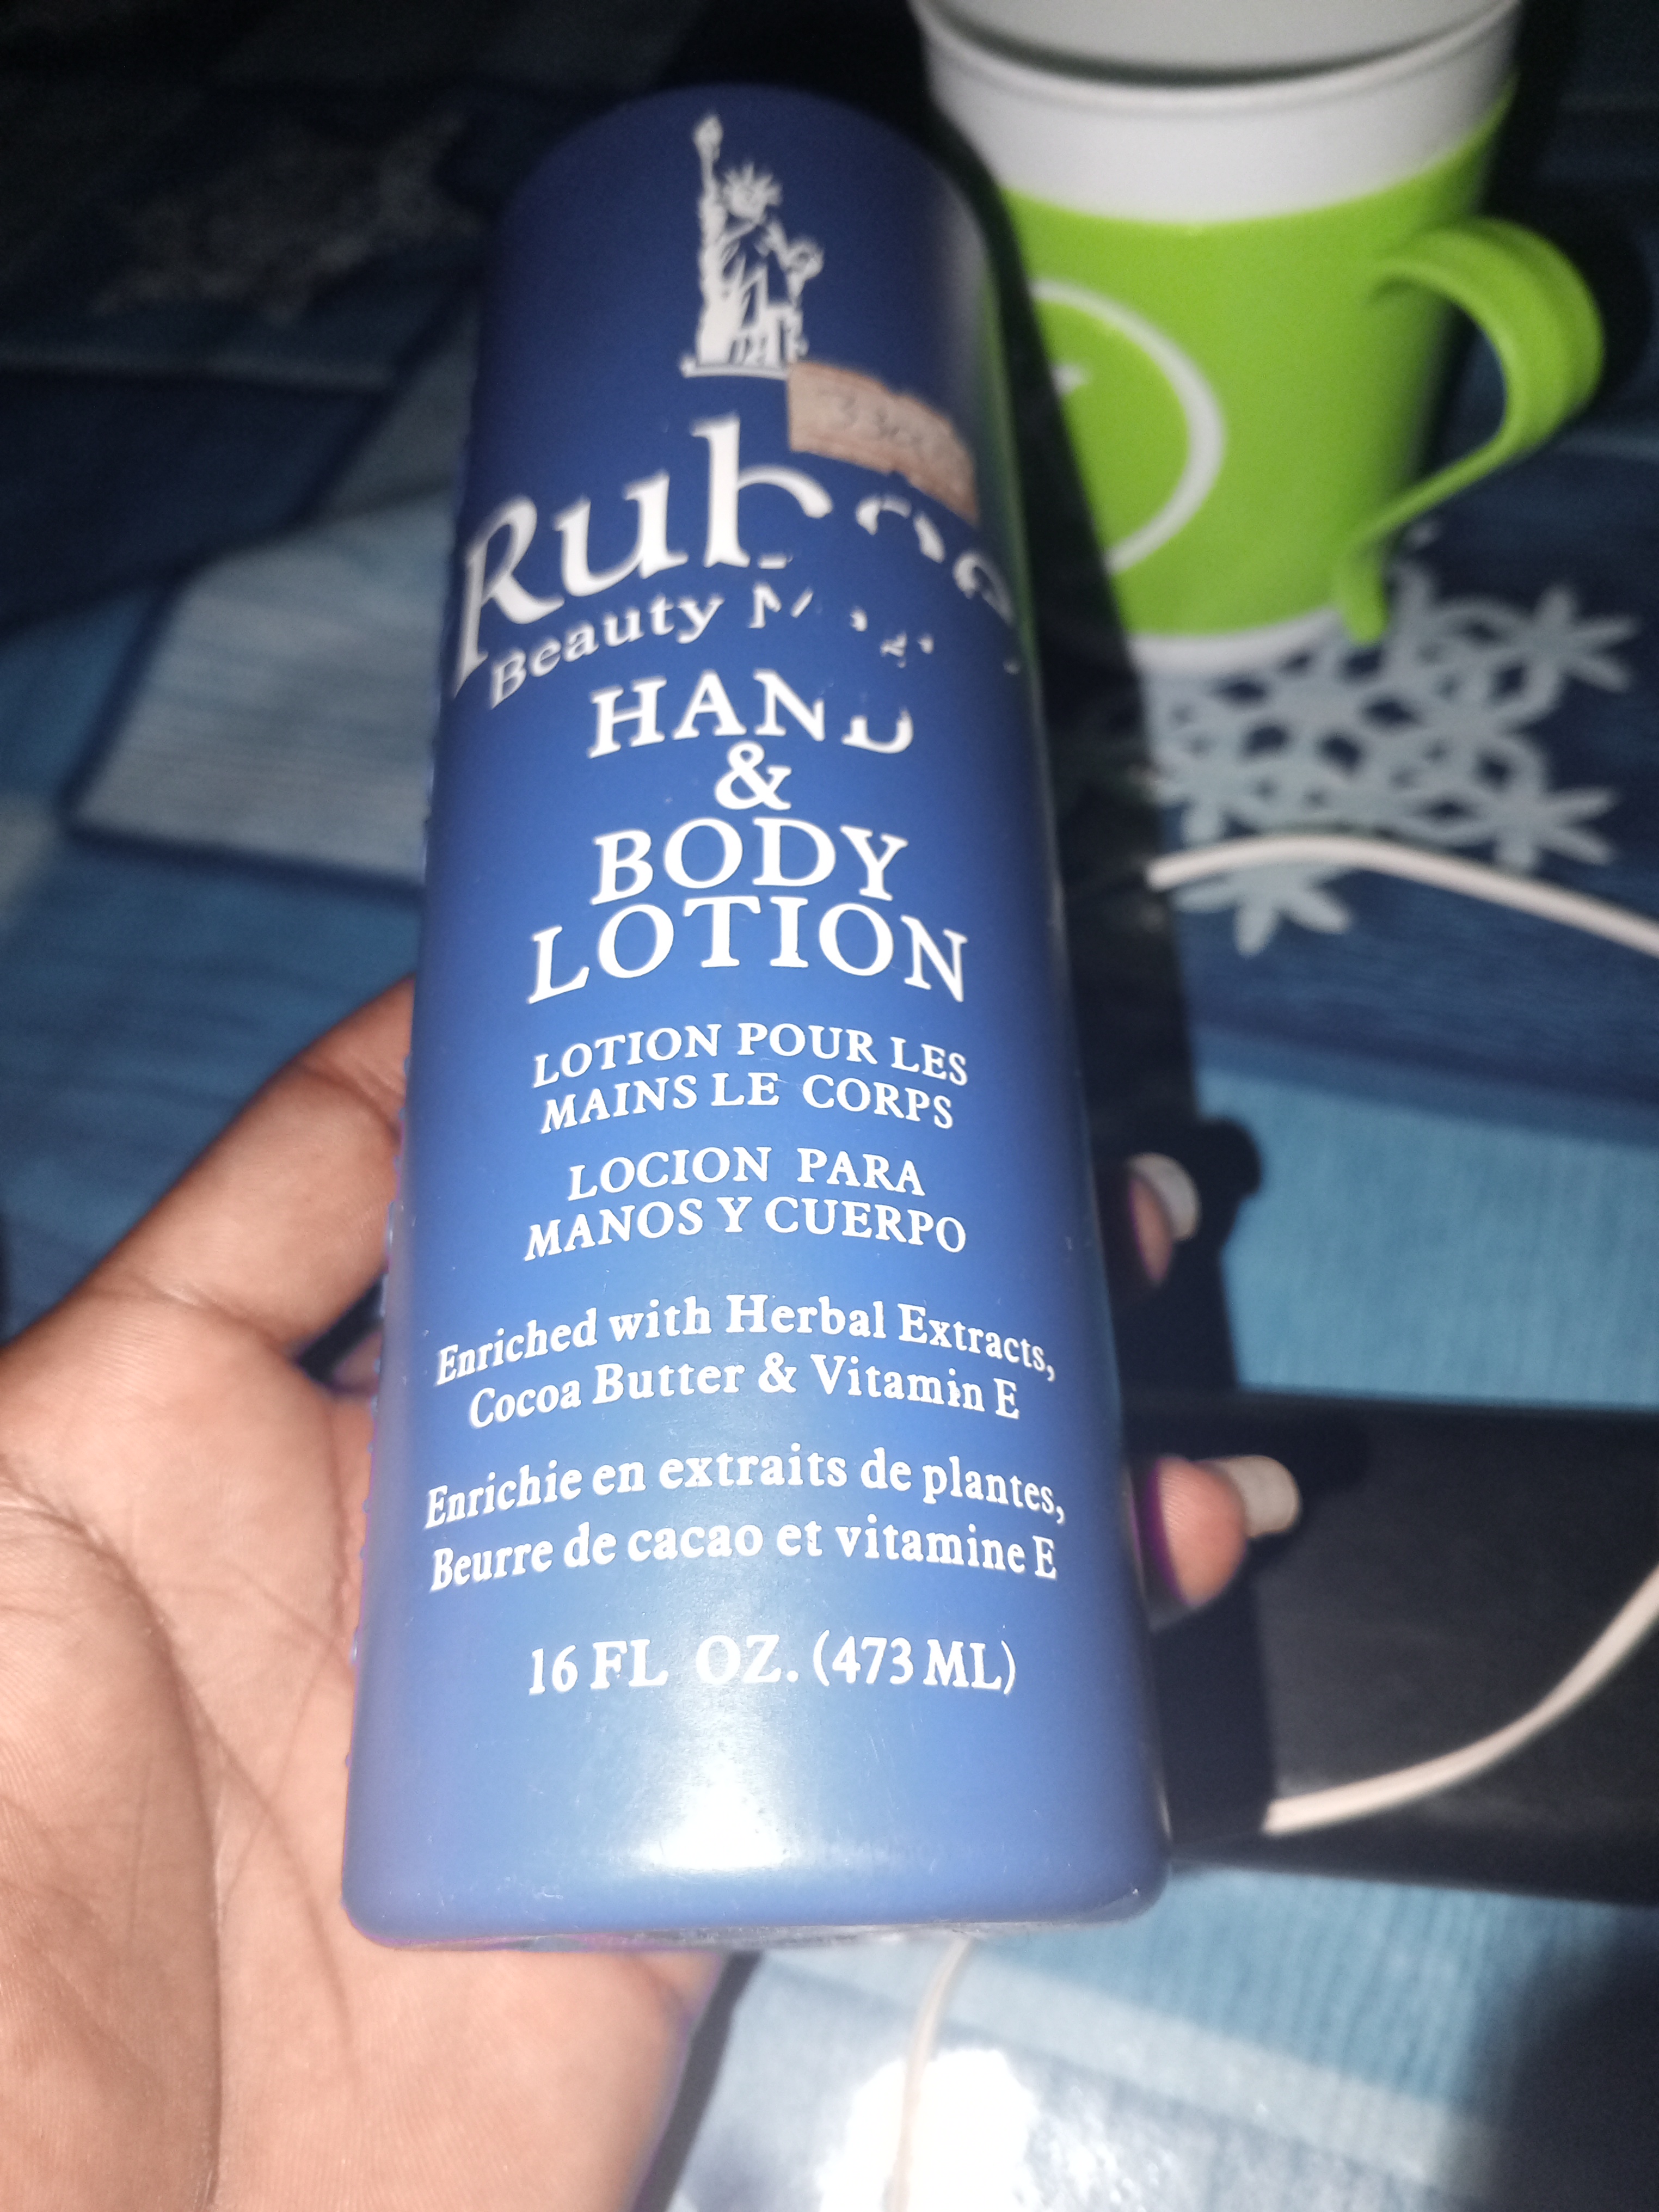 Beauty
HAND
&
BODY
LOTION
LOTION POUR LES
MAINS LE CORPS
LOCION PARA
MANOS Y CUERPO
Enriched with Herbal Extracts,
Cocoa Butter & Vitamin E
Enrichie en extraits de plantes,
Beurre de cacao et vitamine E
16 FL OZ. (473 ML)